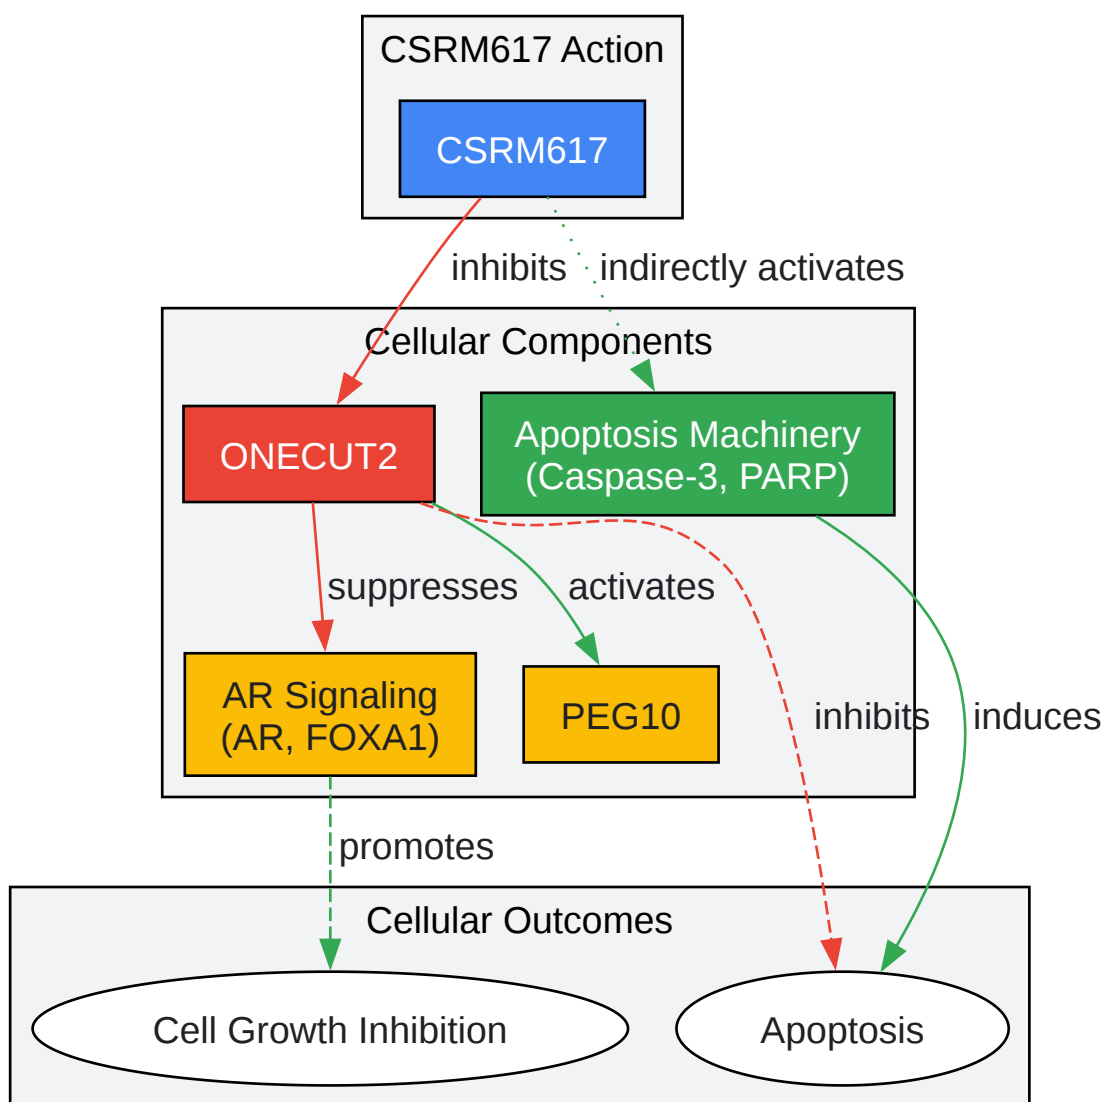 CSRM617 Action
CSRM617
inhibits
indirectly activates
Cellular Components
ONECUT2
Apoptosis Machinery
(Caspase-3, PARP)
suppresses
activates
AR Signaling
(AR, FOXA1)
PEG10
inhibits
induces
promotes
Cellular Outcomes
Cell Growth Inhibition
Apoptosis